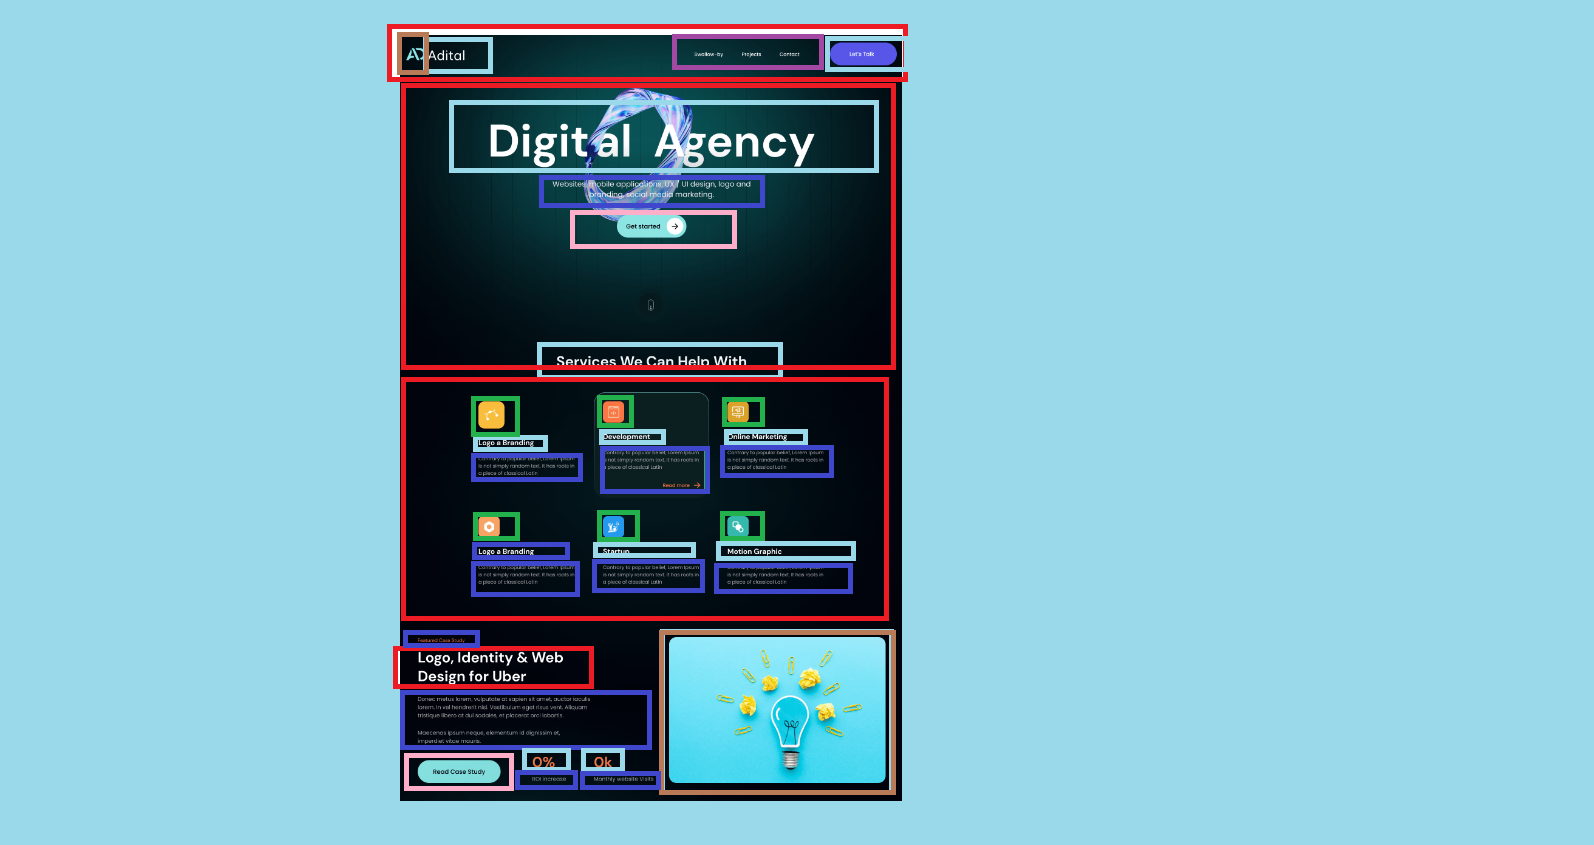 AD Adital
Swallow-by Projects Contact Let's Talk
Digital Agency
Websites, mobile applications, UX / UI design, logo and
branding, social media marketing.
Get started
Services We Can Help With
Logo a Branding
Contrary to popular belief, Lorem Ipsum
is not simply random text. It has roots in
a piece of classical Latin
Development
Contrary to popular belief, Lorem Ipsum
is not simply random text. It has roots in
a piece of classical Latin
Read more
Online Marketing
Contrary to popular belief, Lorem Ipsum
is not simply random text. It has roots in
a piece of classical Latin
Logo a Branding
Contrary to popular belief, Lorem Ipsum
is not simply random text. It has roots in
a piece of classical Latin
Startup
Contrary to popular belief, Lorem Ipsum
is not simply random text. It has roots in
a piece of classical Latin
Motion Graphic
Contrary to popular belief, Lorem Ipsum
is not simply random text. It has roots in
a piece of classical Latin
Featured Case Study
Logo, Identity & Web
Design for Uber
Donec metus lorem, vulputate at sapien sit amet, auctor iaculis
lorem. In vel hendrerit nisl. Vestibulum eget risus vent, Aliquam
tristique libero at dui sodales, et placerat orci lobortis.
Maecenas ipsum neque, elementum id dignissim et,
imperdiet vitae mauris.
Read Case Study
0%
ROI Increase
0k
Monthly website Visits